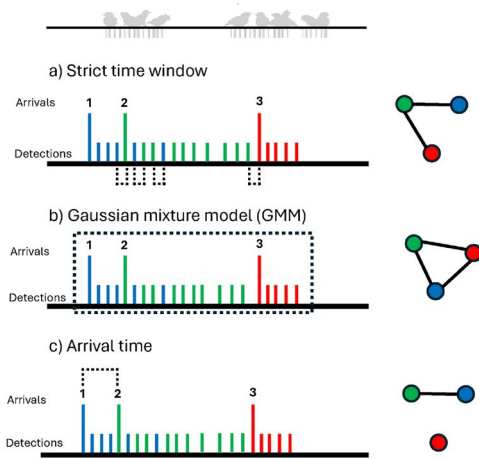 a) Strict time window
Arrivals 1 2 3
Detections
b) Gaussian mixture model (GMM)
Arrivals 1 2 3
Detections
c) Arrival time
1 2 3
Arrivals
Detections